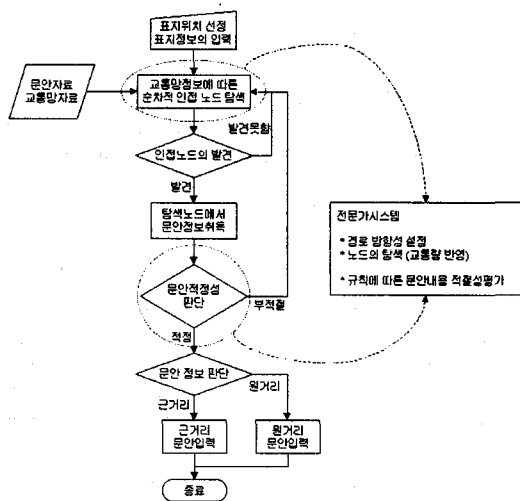 표지위치 선정
표지정보의 입력
문안자료
교통망자료
교통망정보에 따른
순차적 인접 노드 탐색
발견못함
인접노드의 발견
발견
탐색노드에서
문안정보취득
문안적정성
판단
부적절
적정
문안 정보 판단
근거리
원거리
근거리
문안입력
원거리
문안입력
종료
전문가시스템
* 경로 방향성 설정
* 노드의 탐색 (교통량 반영)
* 규칙에 따른 문안내용 적절성평가